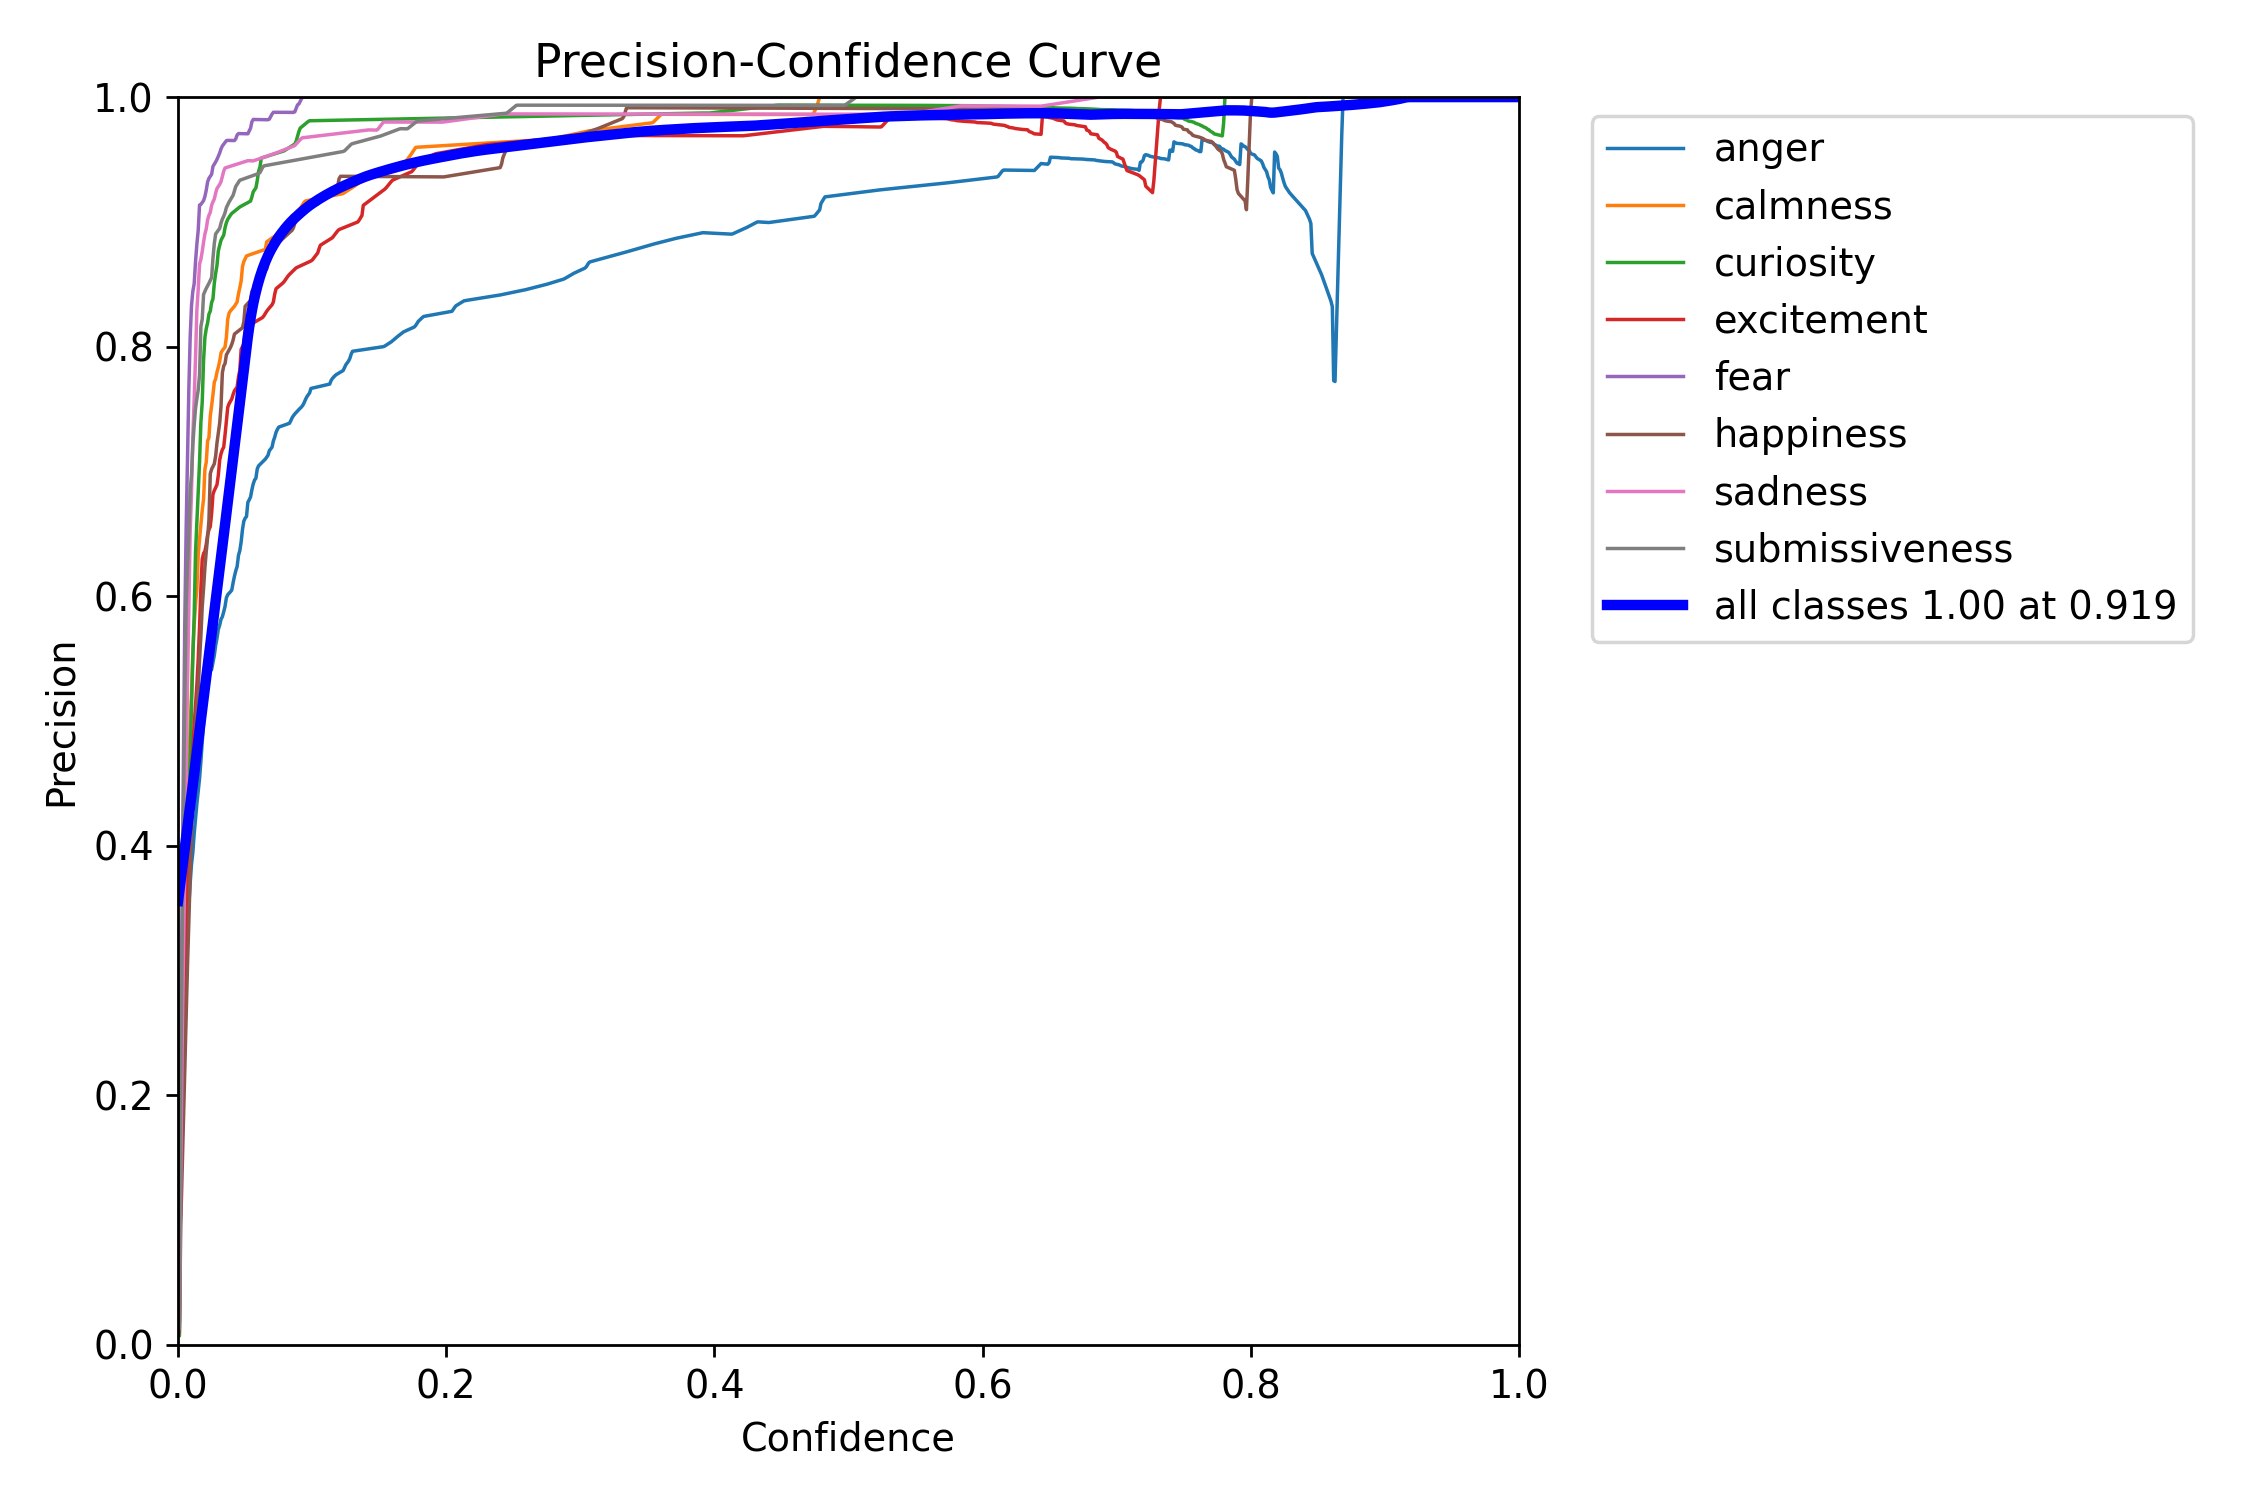 Precision-Confidence Curve
1.0
0.8
0.6
0.4
0.2
0.0
Precision
0.0 0.2 0.4 0.6 0.8 1.0
Confidence
anger
calmness
curiosity
excitement
fear
happiness
sadness
submissiveness
all classes 1.00 at 0.919